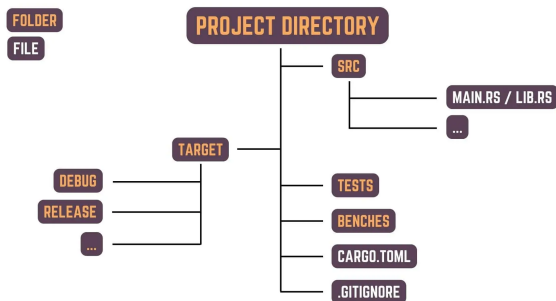 FOLDER
FILE
PROJECT DIRECTORY
SRC
MAIN.RS / LIB.RS
...
TARGET
DEBUG
RELEASE
...
TESTS
BENCHES
CARGO.TOML
.GITIGNORE